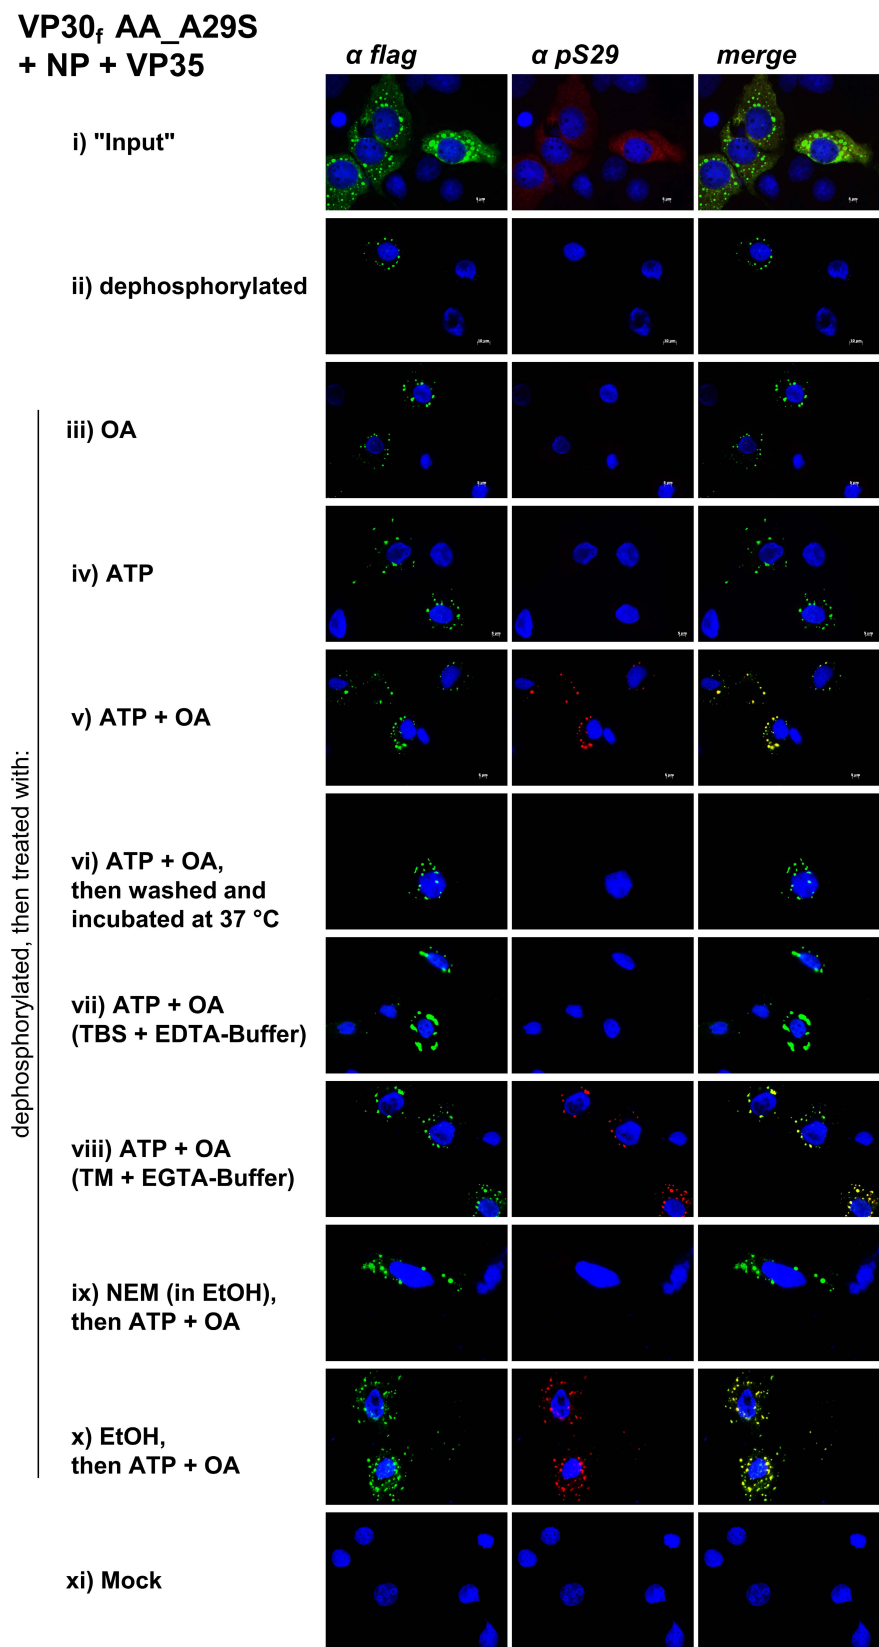 VP30f AA_A29S
+ NP + VP35
α flag
α pS29
merge
i) "Input"
ii) dephosphorylated
dephosphorylated, then treated with:
iii) OA
iv) ATP
v) ATP + OA
vi) ATP + OA,
then washed and
incubated at 37 °C
vii) ATP + OA
(TBS + EDTA-Buffer)
viii) ATP + OA
(TM + EGTA-Buffer)
ix) NEM (in EtOH),
then ATP + OA
x) EtOH,
then ATP + OA
xi) Mock